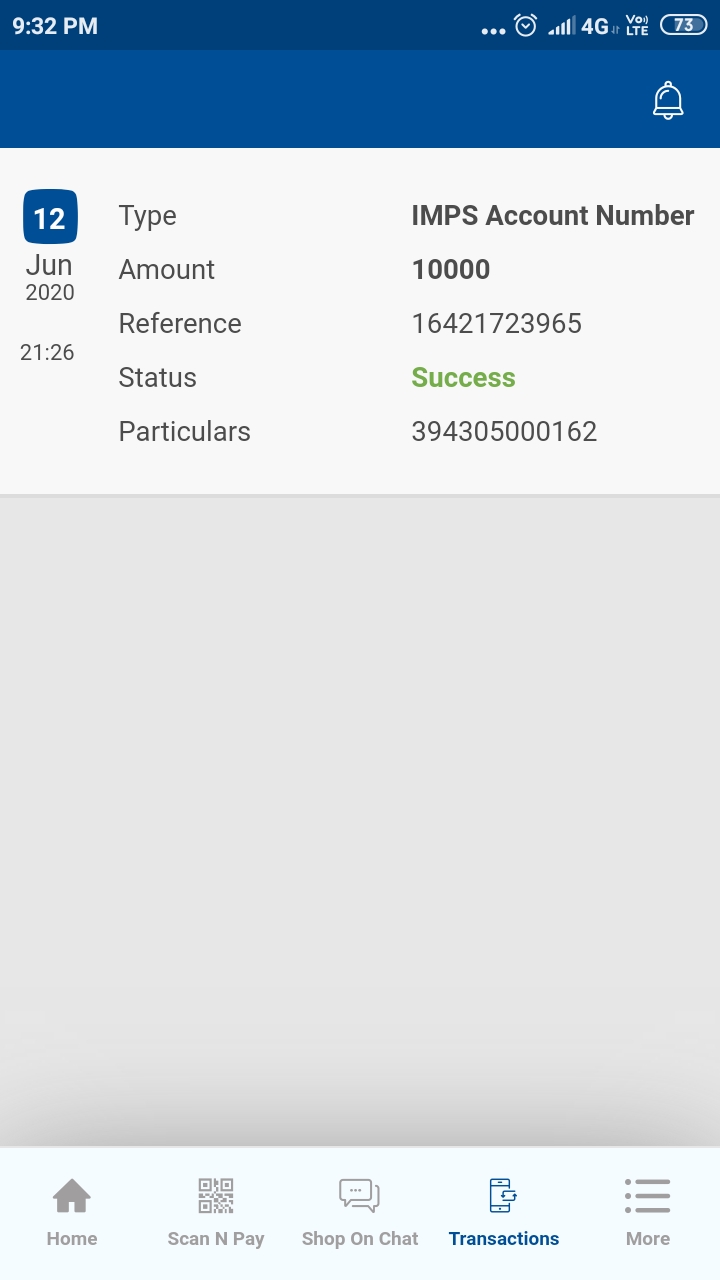 9:32 PM ... 4G Vo)) LTE 73
12 Jun 2020 21:26
Type IMPS Account Number
Amount 10000
Reference 16421723965
Status Success
Particulars 394305000162
Home Scan N Pay Shop On Chat Transactions More